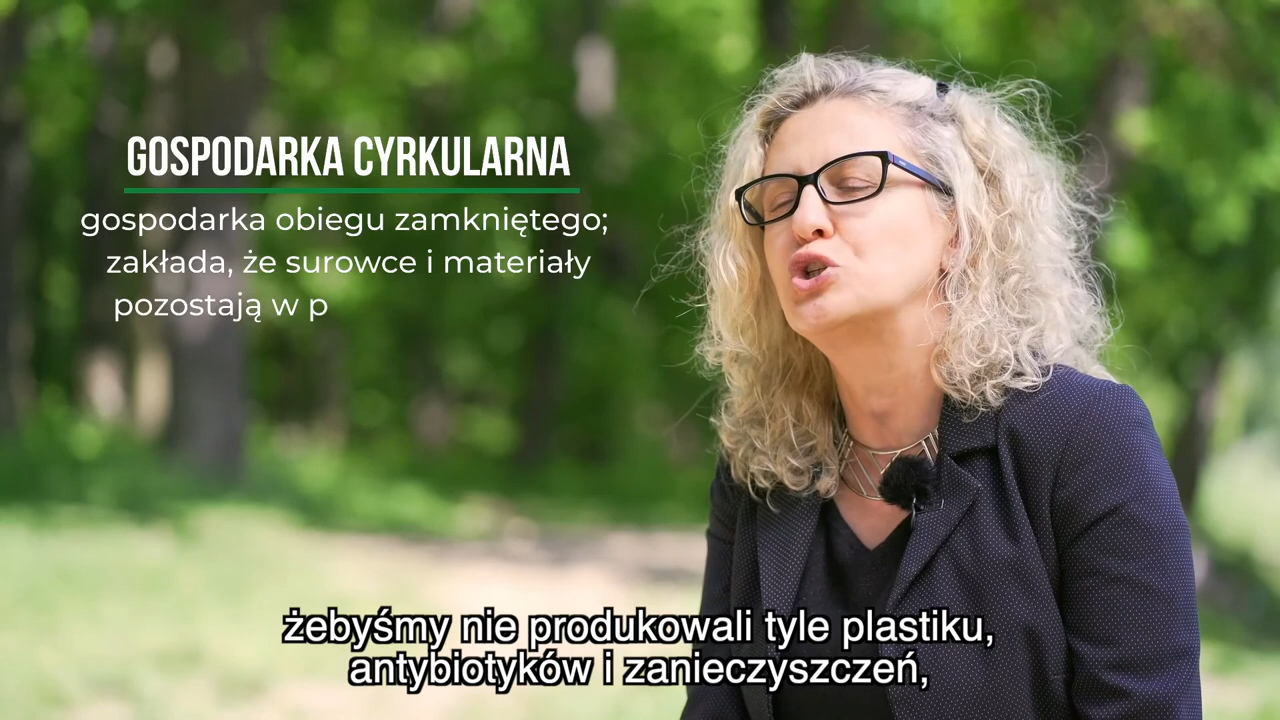 GOSPODARKA CYRKULARNA
gospodarka obiegu zamkniętego;
zakłada, że surowce i materiały
pozostają w p
żebyśmy nie produkowali tyle plastiku,
antybiotyków i zanieczyszczeń,